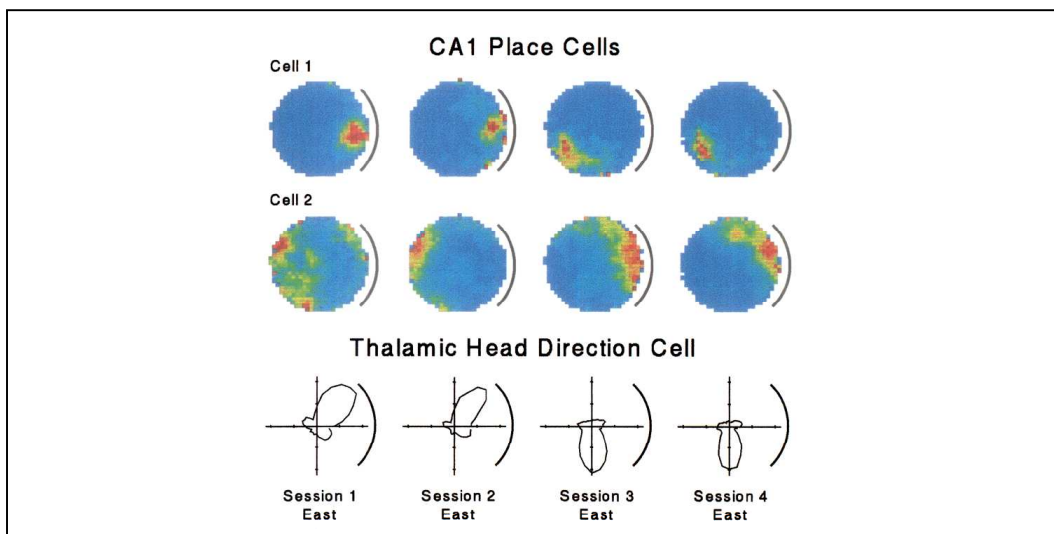 CA1 Place Cells
Cell 1
Cell 2
Thalamic Head Direction Cell
Session 1 Session 2 Session 3 Session 4
East East East East